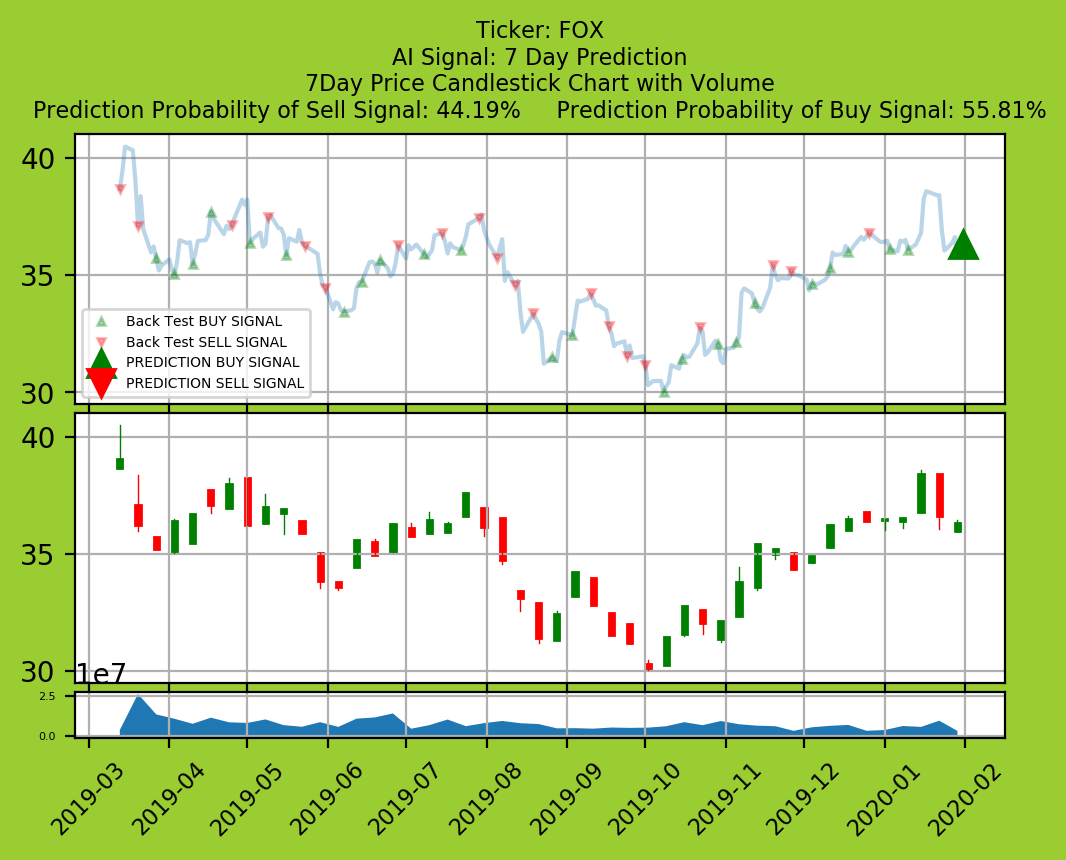 Ticker: FOX
AI Signal: 7 Day Prediction
7Day Price Candlestick Chart with Volume
Prediction Probability of Sell Signal: 44.19%     Prediction Probability of Buy Signal: 55.81%
40
35
30
Back Test BUY SIGNAL
Back Test SELL SIGNAL
PREDICTION BUY SIGNAL
PREDICTION SELL SIGNAL
40
35
30
1e7
2.5
0.0
2019-03
2019-04
2019-05
2019-06
2019-07
2019-08
2019-09
2019-10
2019-11
2019-12
2020-01
2020-02